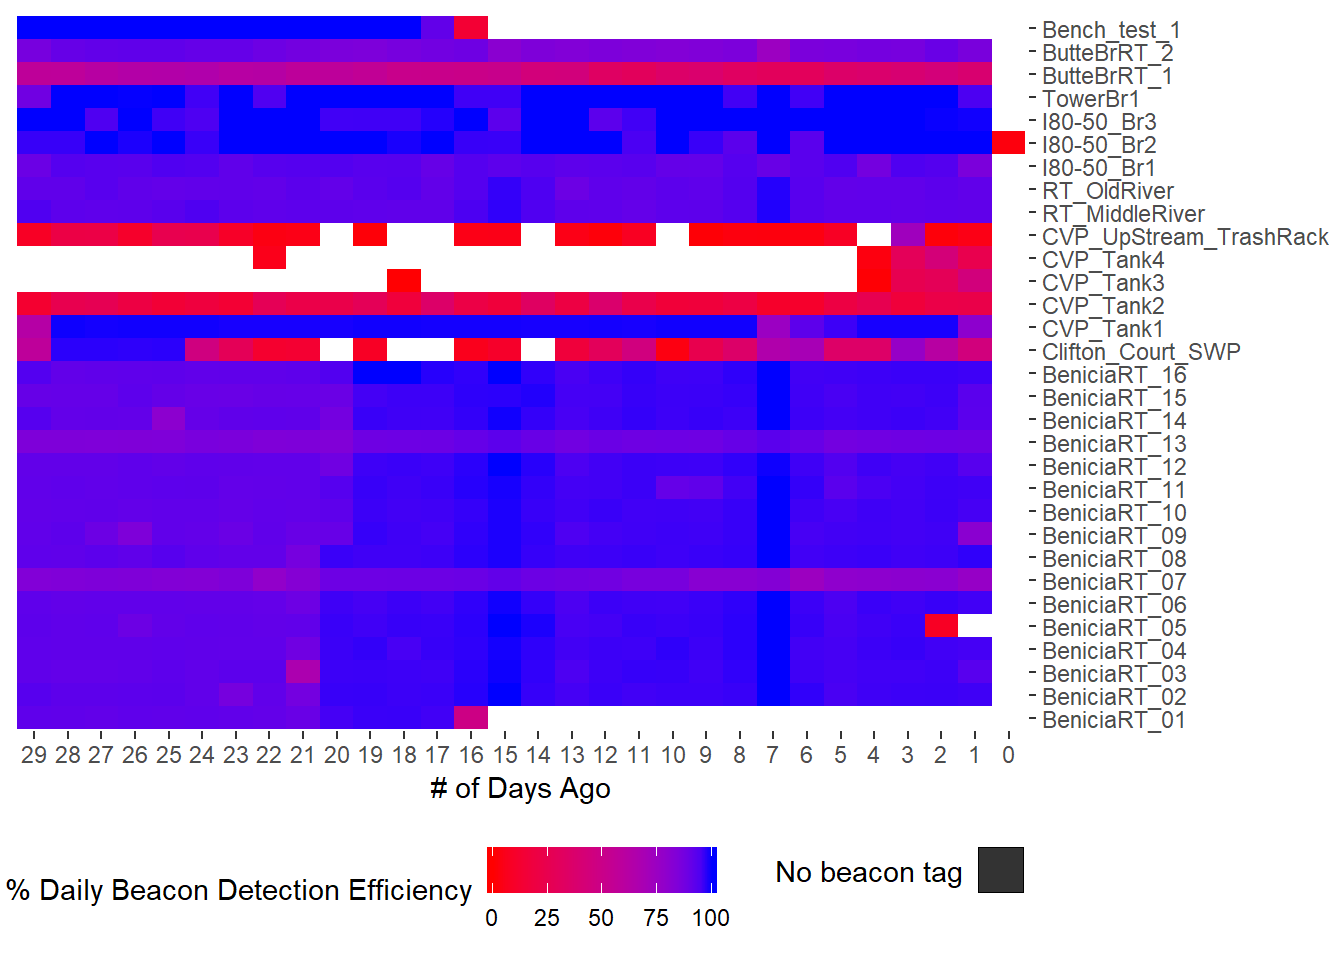 Bench_test_1
ButteBrRT_2
ButteBrRT_1
TowerBr1
I80-50_Br3
I80-50_Br2
I80-50_Br1
RT_OldRiver
RT_MiddleRiver
CVP_UpStream_TrashRack
CVP_Tank4
CVP_Tank3
CVP_Tank2
CVP_Tank1
Clifton_Court_SWP
BeniciaRT_16
BeniciaRT_15
BeniciaRT_14
BeniciaRT_13
BeniciaRT_12
BeniciaRT_11
BeniciaRT_10
BeniciaRT_09
BeniciaRT_08
BeniciaRT_07
BeniciaRT_06
BeniciaRT_05
BeniciaRT_04
BeniciaRT_03
BeniciaRT_02
BeniciaRT_01
29 28 27 26 25 24 23 22 21 20 19 18 17 16 15 14 13 12 11 10 9 8 7 6 5 4 3 2 1 0
# of Days Ago
% Daily Beacon Detection Efficiency
0 25 50 75 100
No beacon tag